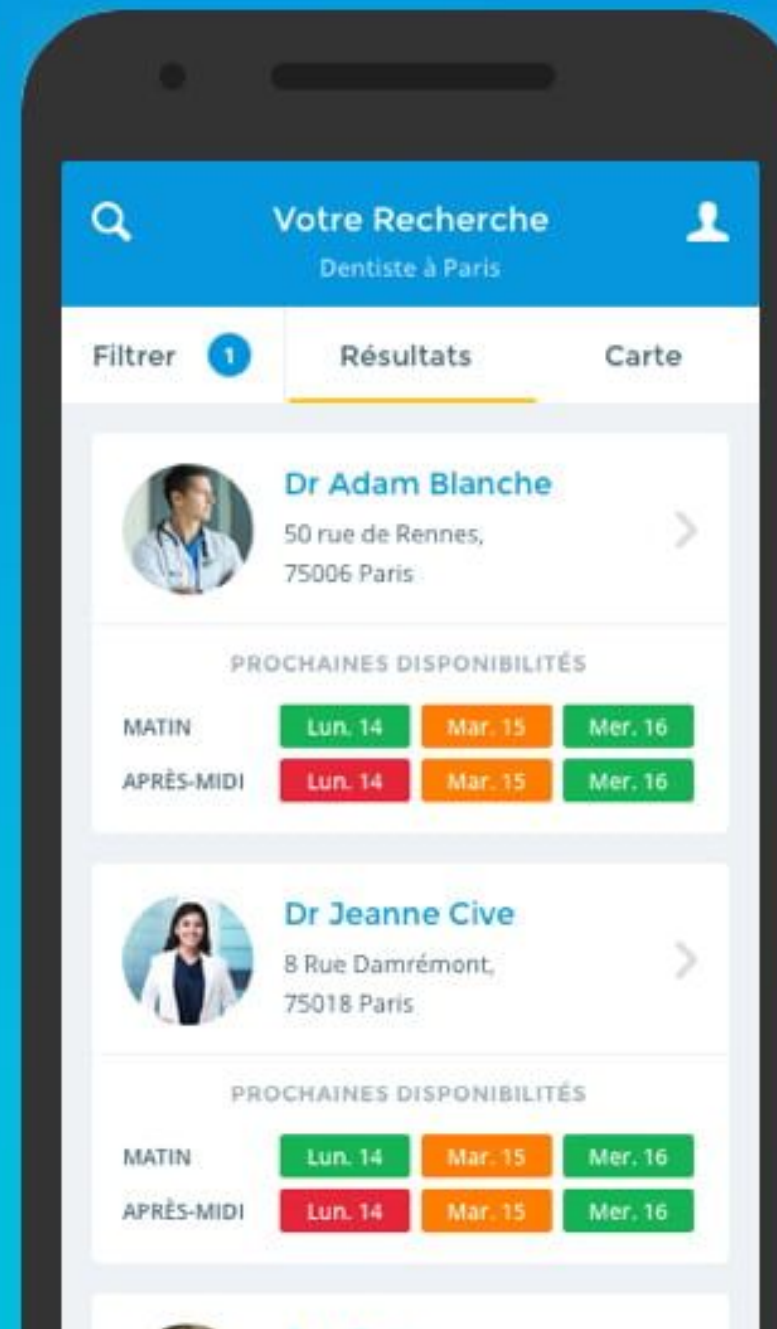 Votre Recherche
Dentiste à Paris
Filtrer 1 Résultats Carte
Dr Adam Blanche
50 rue de Rennes,
75006 Paris
PROCHAINES DISPONIBILITÉS
MATIN Lun. 14 Mar. 15 Mer. 16
APRÈS-MIDI Lun. 14 Mar. 15 Mer. 16
Dr Jeanne Cive
8 Rue Damrémont,
75018 Paris
PROCHAINES DISPONIBILITÉS
MATIN Lun. 14 Mar. 15 Mer. 16
APRÈS-MIDI Lun. 14 Mar. 15 Mer. 16